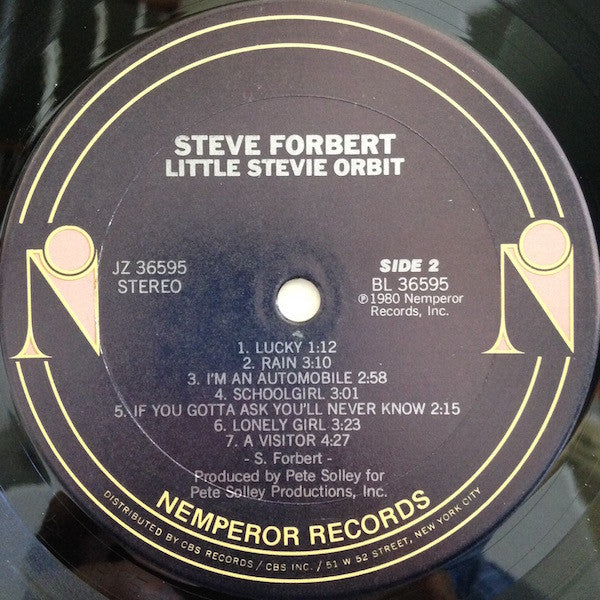 STEVE FORBERT
LITTLE STEVIE ORBIT
JZ 36595
STEREO
SIDE 2
BL 36595
℗1980 Nemperor
Records, Inc.
1. LUCKY 1:12
2. RAIN 3:10
3. I'M AN AUTOMOBILE 2:58
4. SCHOOLGIRL 3:01
5. IF YOU GOTTA ASK YOU'LL NEVER KNOW 2:15
6. LONELY GIRL 3:23
7. A VISITOR 4:27
- S. Forbert -
Produced by Pete Solley for
Pete Solley Productions, Inc.
NEMPEROR RECORDS
DISTRIBUTED BY CBS RECORDS / CBS INC. / 51 W 52 STREET, NEW YORK CITY